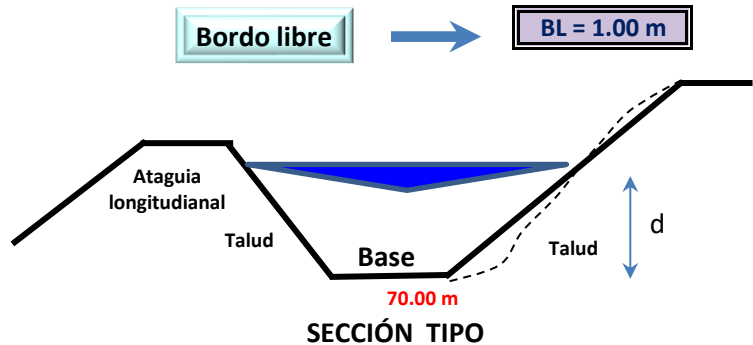 Bordo libre
BL = 1.00 m
Ataguia
longitudianal
Talud
Base
Talud
d
70.00 m
SECCIÓN TIPO